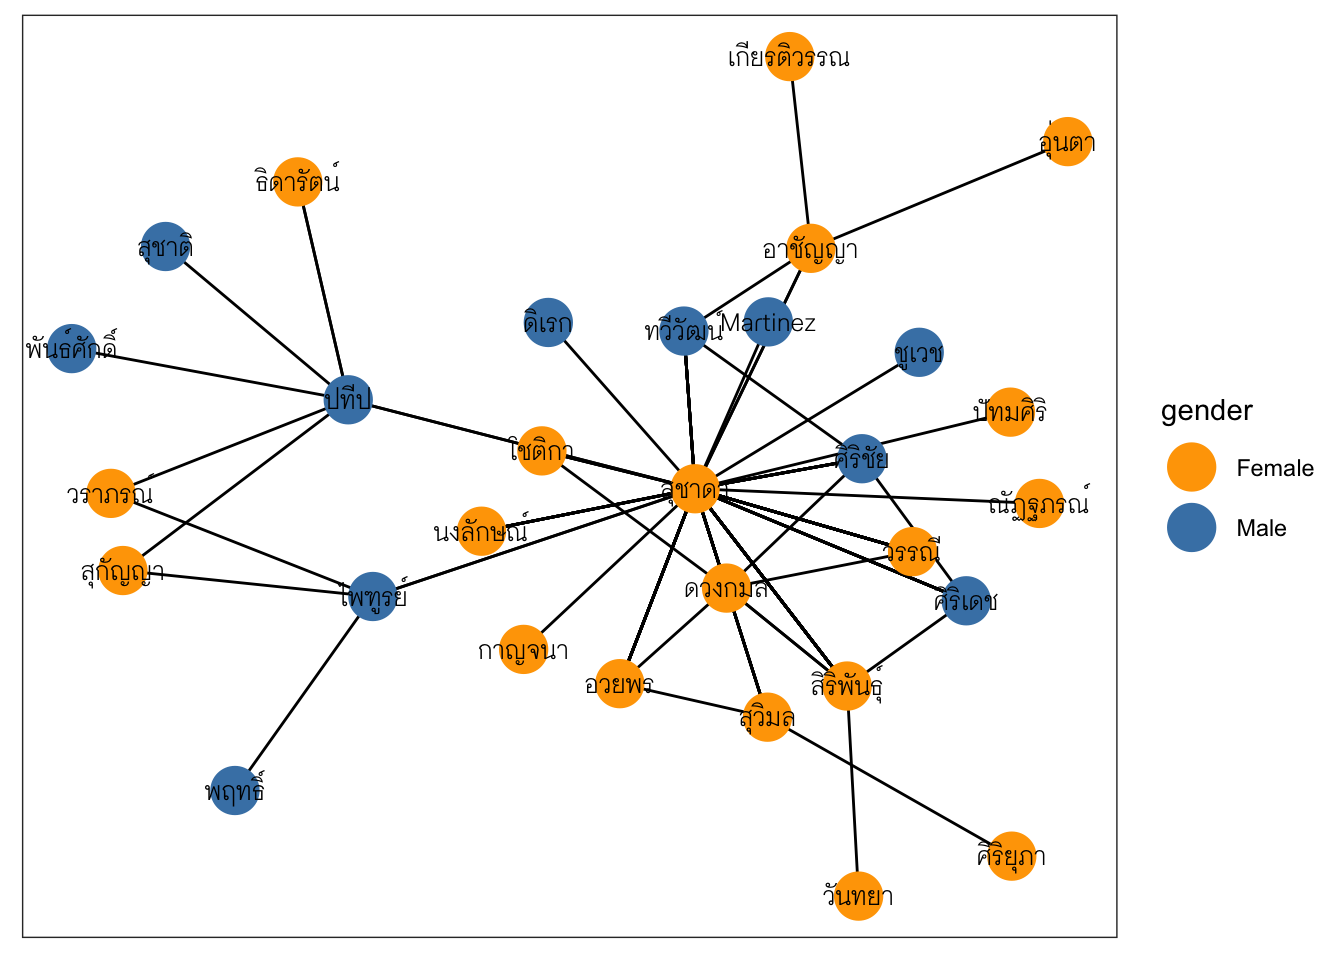 เกียรติวรรณ
อุ่นตา
ธิดารัตน์
สุชาติ
อาชัญญา
พันธ์ศักดิ์
ดิเรก
ทวีวัฒน์
Martinez
ชูเวช
ปทีป
ปัทมศิริ
gender
โชติกา
ศิริชัย
Female
วราภรณ์
สุชาดา
ณัฏฐภรณ์
Male
นงลักษณ์
วรรณี
สุกัญญา
ไพฑูรย์
ดวงกมล
ศิริเดช
กาญจนา
อวยพร
สิริพันธุ์
สุวิมล
พฤทธิ์
ศิริยุภา
วันทยา